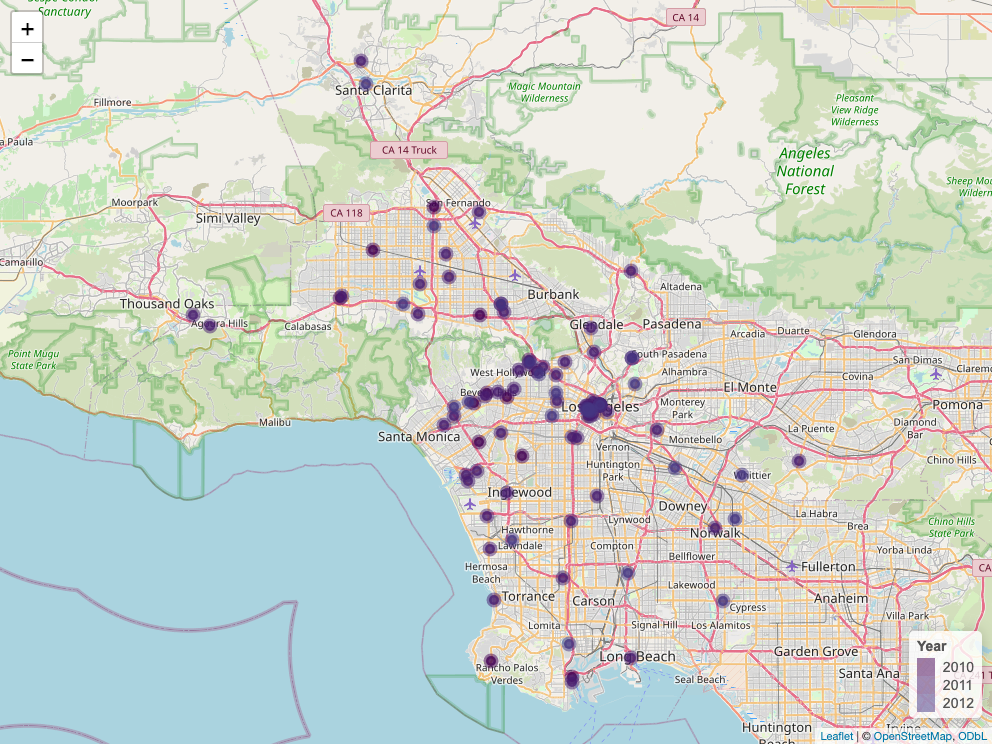 Scope Condor
Sanctuary
+
−
CA 14
Fillmore
Santa Clarita
Magic Mountain
Wilderness
Pleasant
View Ridge
Wilderness
a Paula
CA 14 Truck
Angeles
National
Forest
Sheep Mou
Wildern
Moorpark
Simi Valley
CA 118
San Fernando
Camarillo
Thousand Oaks
Agoura Hills
Calabasas
Burbank
Altadena
Glendale
Pasadena
Arcadia
Duarte
Glendora
Point Mugu
State Park
West Hollywo
South Pasadena
Alhambra
San Dimas
Claremo
Covina
El Monte
Beve
Los Angeles
Monterey
Park
Pomona
Malibu
Santa Monica
La Puente
Diamond
Bar
Vernon
Montebello
Chino Hills
Huntington
Park
Whittier
Inglewood
Downey
La Habra
Brea
Chino Hills
State Park
Hawthorne
Lynwood
Norwalk
Lawndale
Compton
Yorba Linda
Bellflower
Hermosa
Beach
Fullerton
CA
Lakewood
Torrance
Carson
Cypress
Anaheim
Villa Park
Lomita
Signal Hill
Los Alamitos
Rancho Palos
Verdes
Long Beach
Seal Beach
Garden Grove
Santa Ana
Year
2010
2011
2012
Huntington
Beach
Irvine
Leaflet | © OpenStreetMap, ODbL